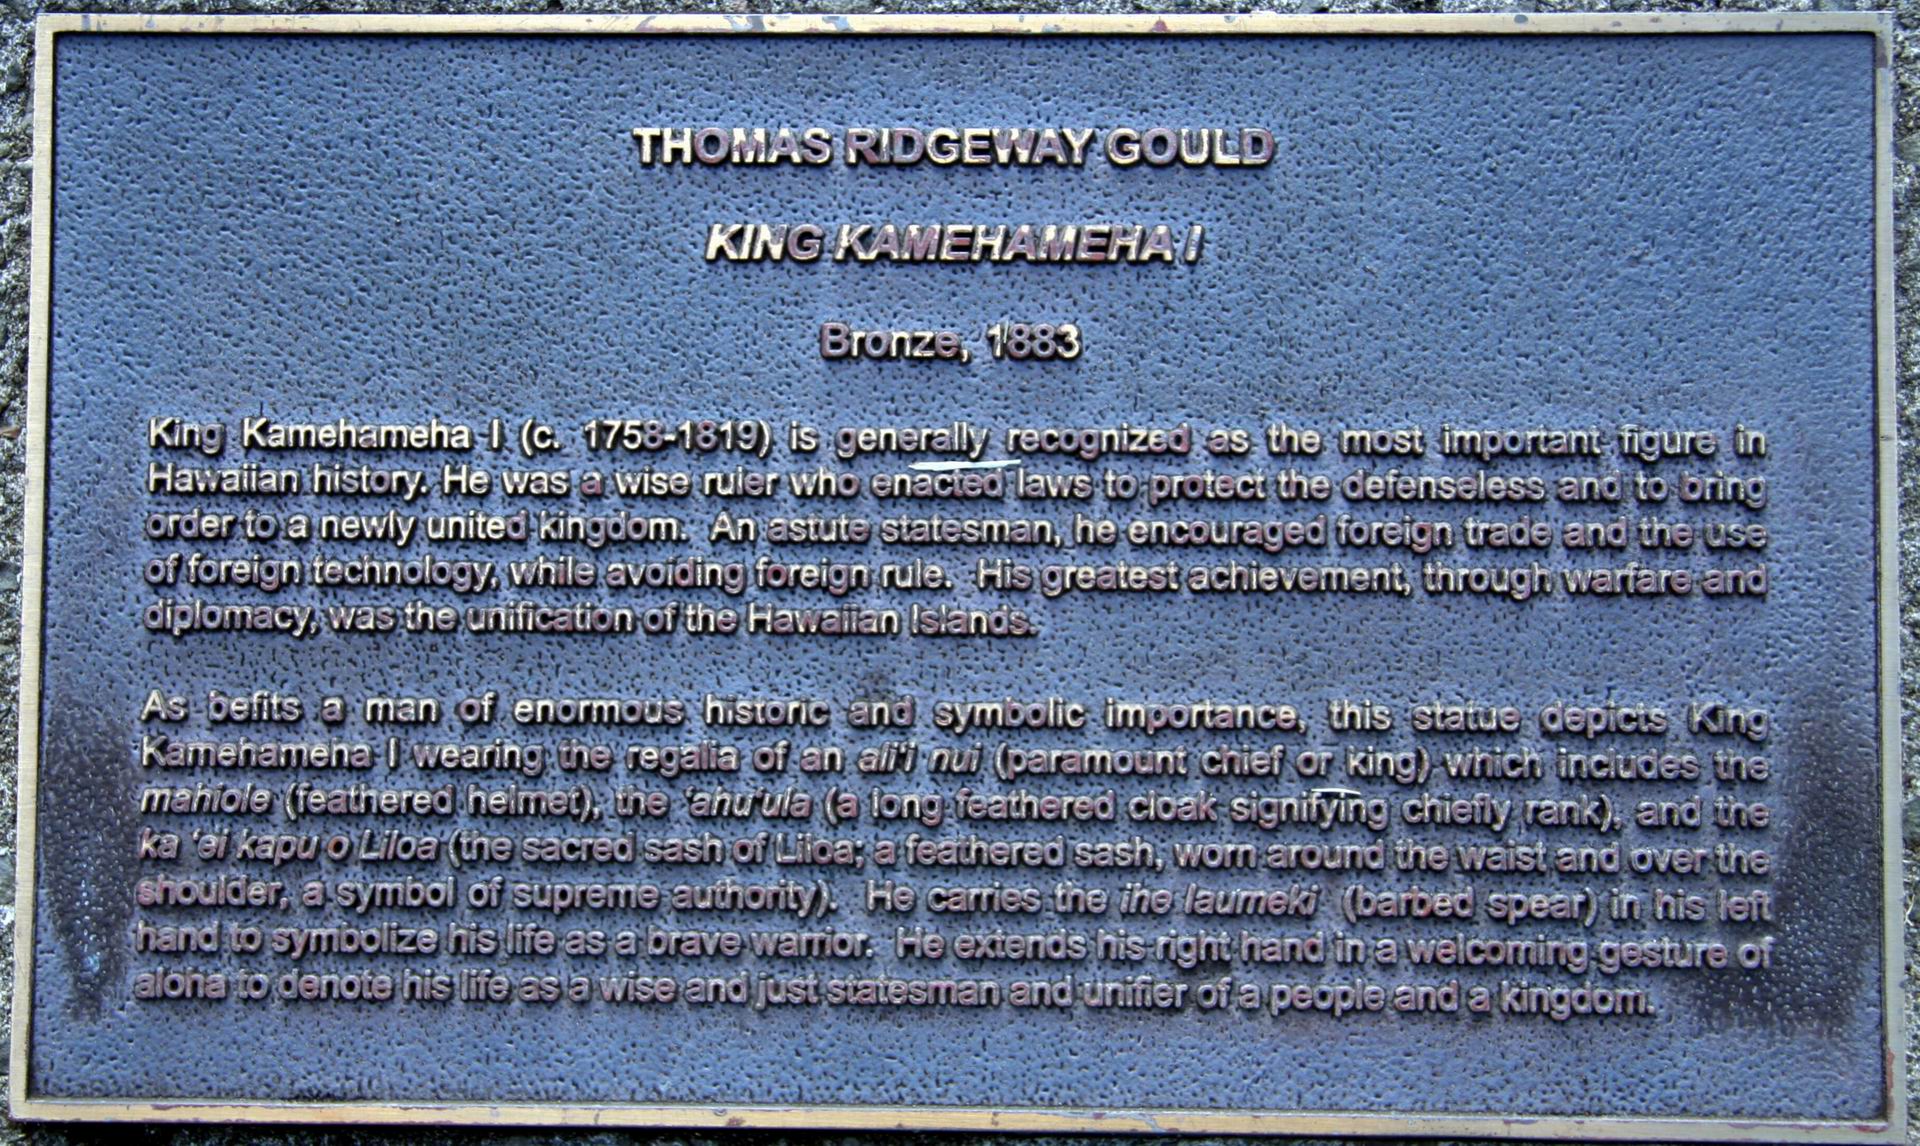 THOMAS RIDGEWAY GOULD
KING KAMEHAMEHA I
Bronze, 1883
King Kamehameha I (c. 1758-1819) is generally recognized as the most important figure in
Hawaiian history. He was a wise ruler who enacted laws to protect the defenseless and to bring
order to a newly united kingdom. An astute statesman, he encouraged foreign trade and the use
of foreign technology, while avoiding foreign rule. His greatest achievement, through warfare and
diplomacy, was the unification of the Hawaiian Islands.
As befits a man of enormous historic and symbolic importance, this statue depicts King
Kamehameha I wearing the regalia of an ali‘i nui (paramount chief or king) which includes the
mahiole (feathered helmet), the ‘ahu‘ula (a long feathered cloak signifying chiefly rank), and the
ka ‘ei kapu o Liloa (the sacred sash of Liloa; a feathered sash, worn around the waist and over the
shoulder, a symbol of supreme authority). He carries the ihe laumeki (barbed spear) in his left
hand to symbolize his life as a brave warrior. He extends his right hand in a welcoming gesture of
aloha to denote his life as a wise and just statesman and unifier of a people and a kingdom.